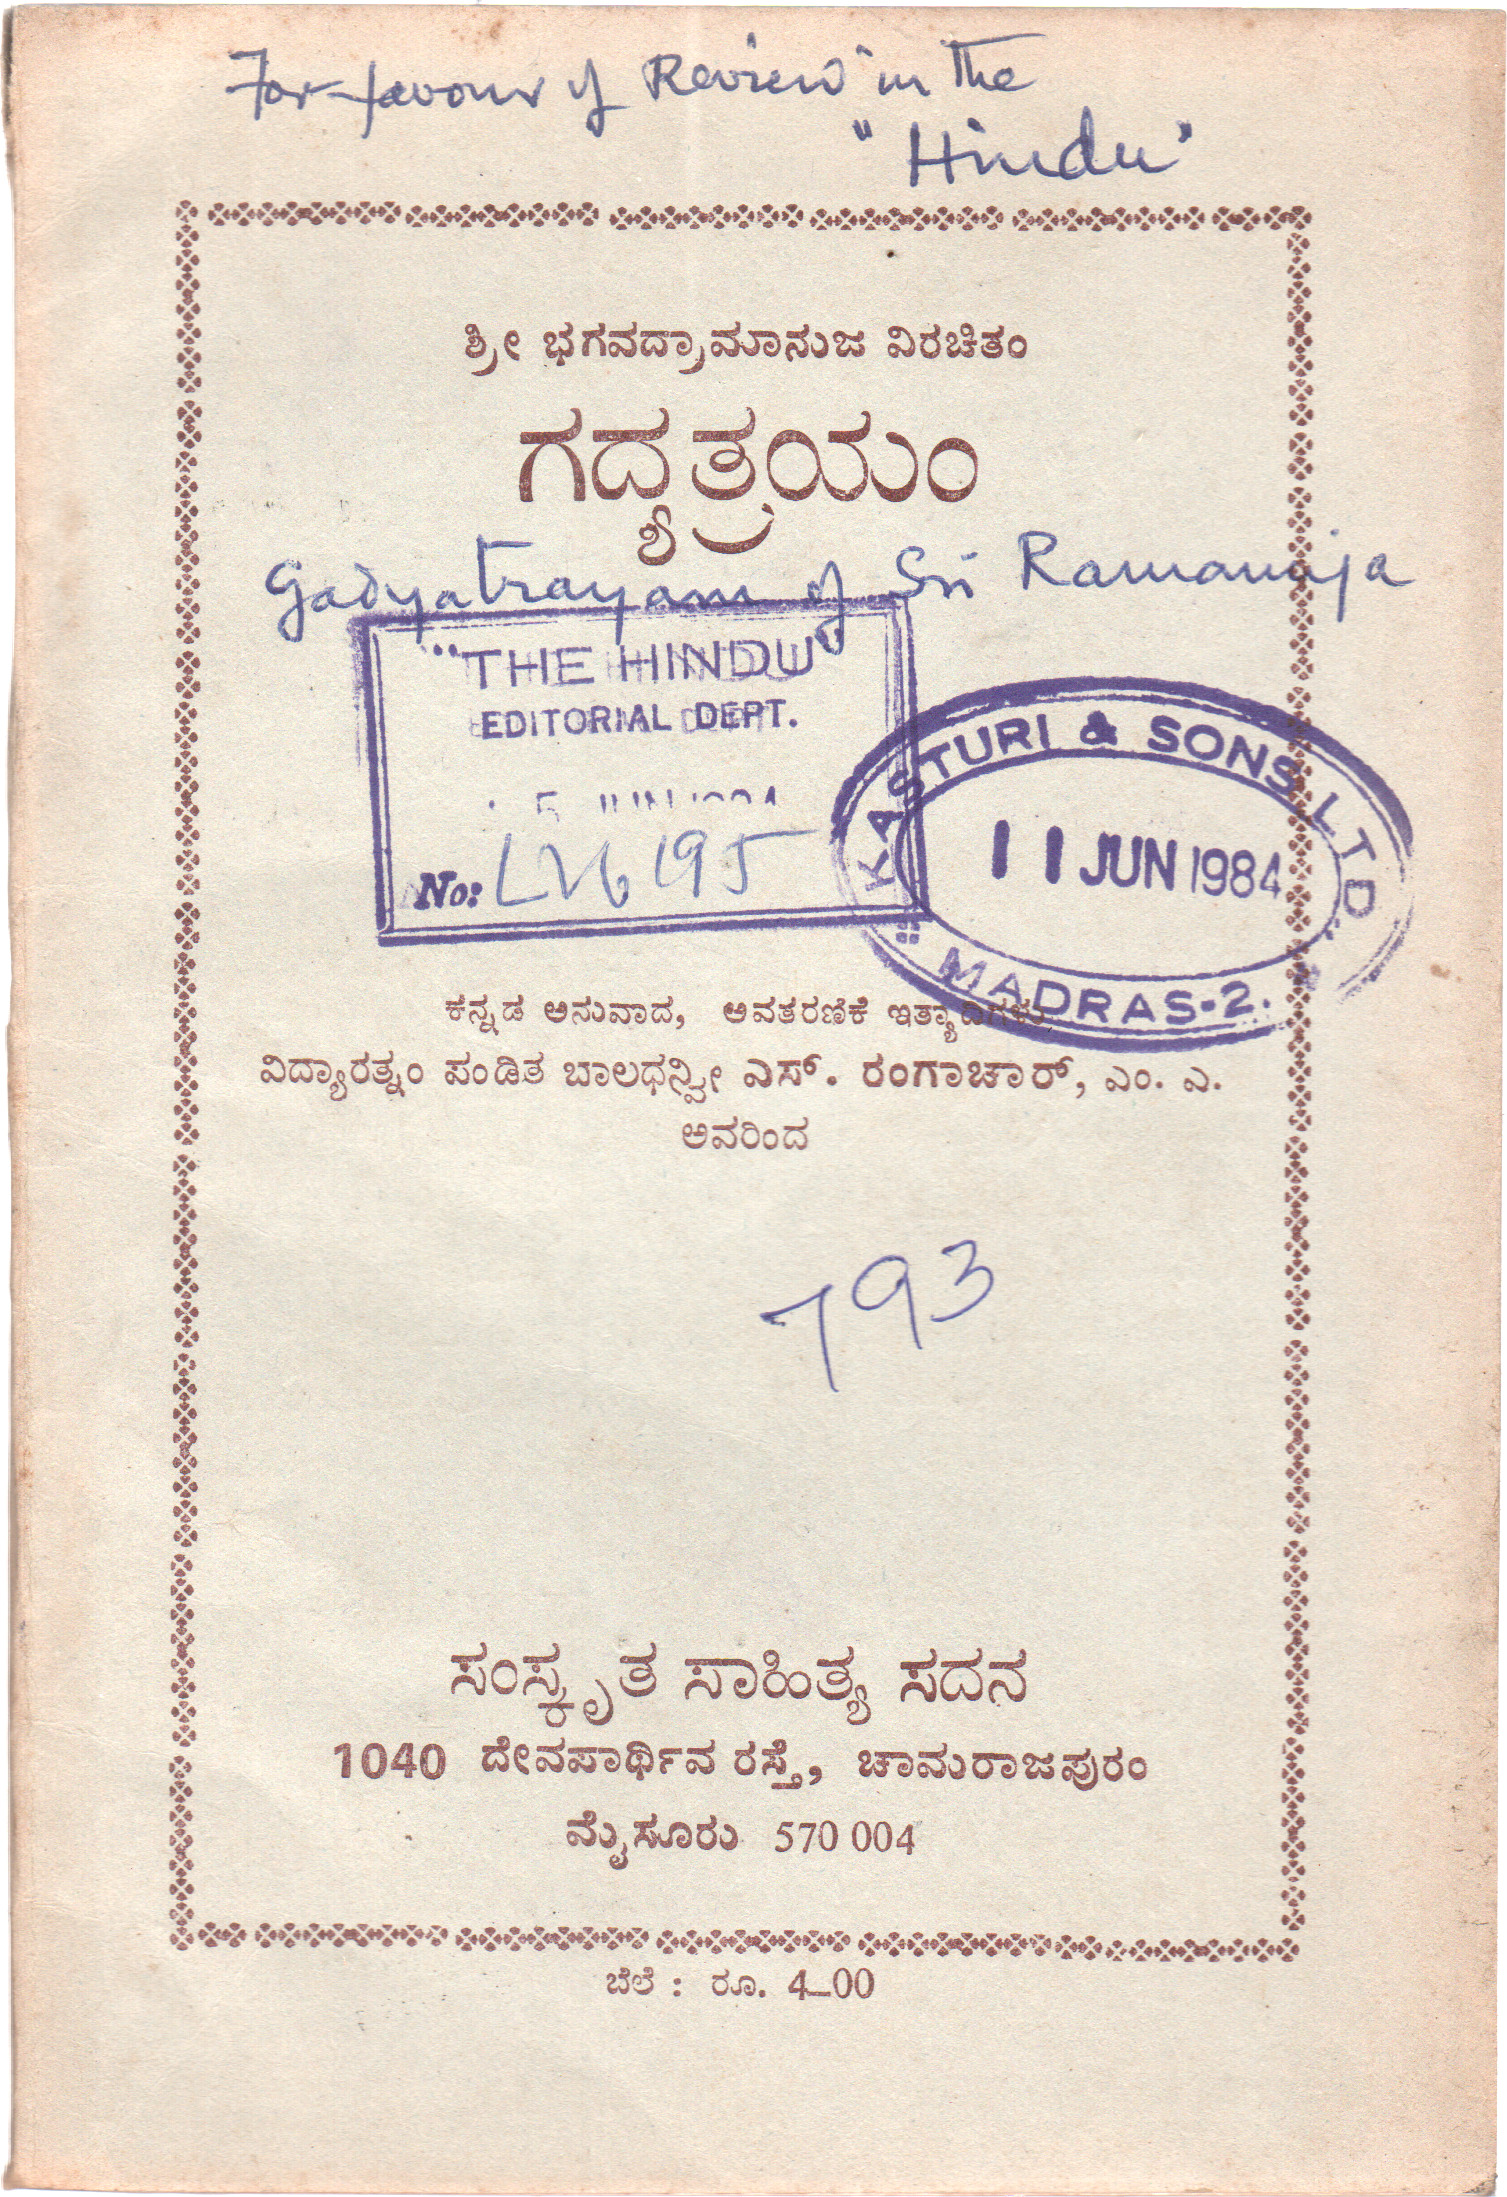 For favour of Review in the
"Hindu"
ಶ್ರೀ ಭಗವದ್ರಾಮಾನುಜ ವಿರಚಿತಂ
ಗದ್ಯತ್ರಯಂ
Gadyatrayam of Sri Ramanuja
"THE HINDU"
EDITORIAL DEPT.
5 JUN
No: 195
KASTURI & SONS LTD.
11 JUN 1984
MADRAS-2.
ಕನ್ನಡ ಅನುವಾದ, ಅವತರಣಿಕೆ ಇತ್ಯಾದಿಗಳು
ವಿದ್ಯಾರತ್ನಂ ಪಂಡಿತ ಬಾಲಧನ್ವೀ ಎಸ್. ರಂಗಾಚಾರ್, ಎಂ. ಎ.
ಅವರಿಂದ
793
ಸಂಸ್ಕೃತ ಸಾಹಿತ್ಯ ಸದನ
1040 ದೇವಪಾರ್ಥಿವ ರಸ್ತೆ, ಚಾಮರಾಜಪುರಂ
ಮೈಸೂರು 570 004
ಬೆಲೆ : ರೂ. 4-00